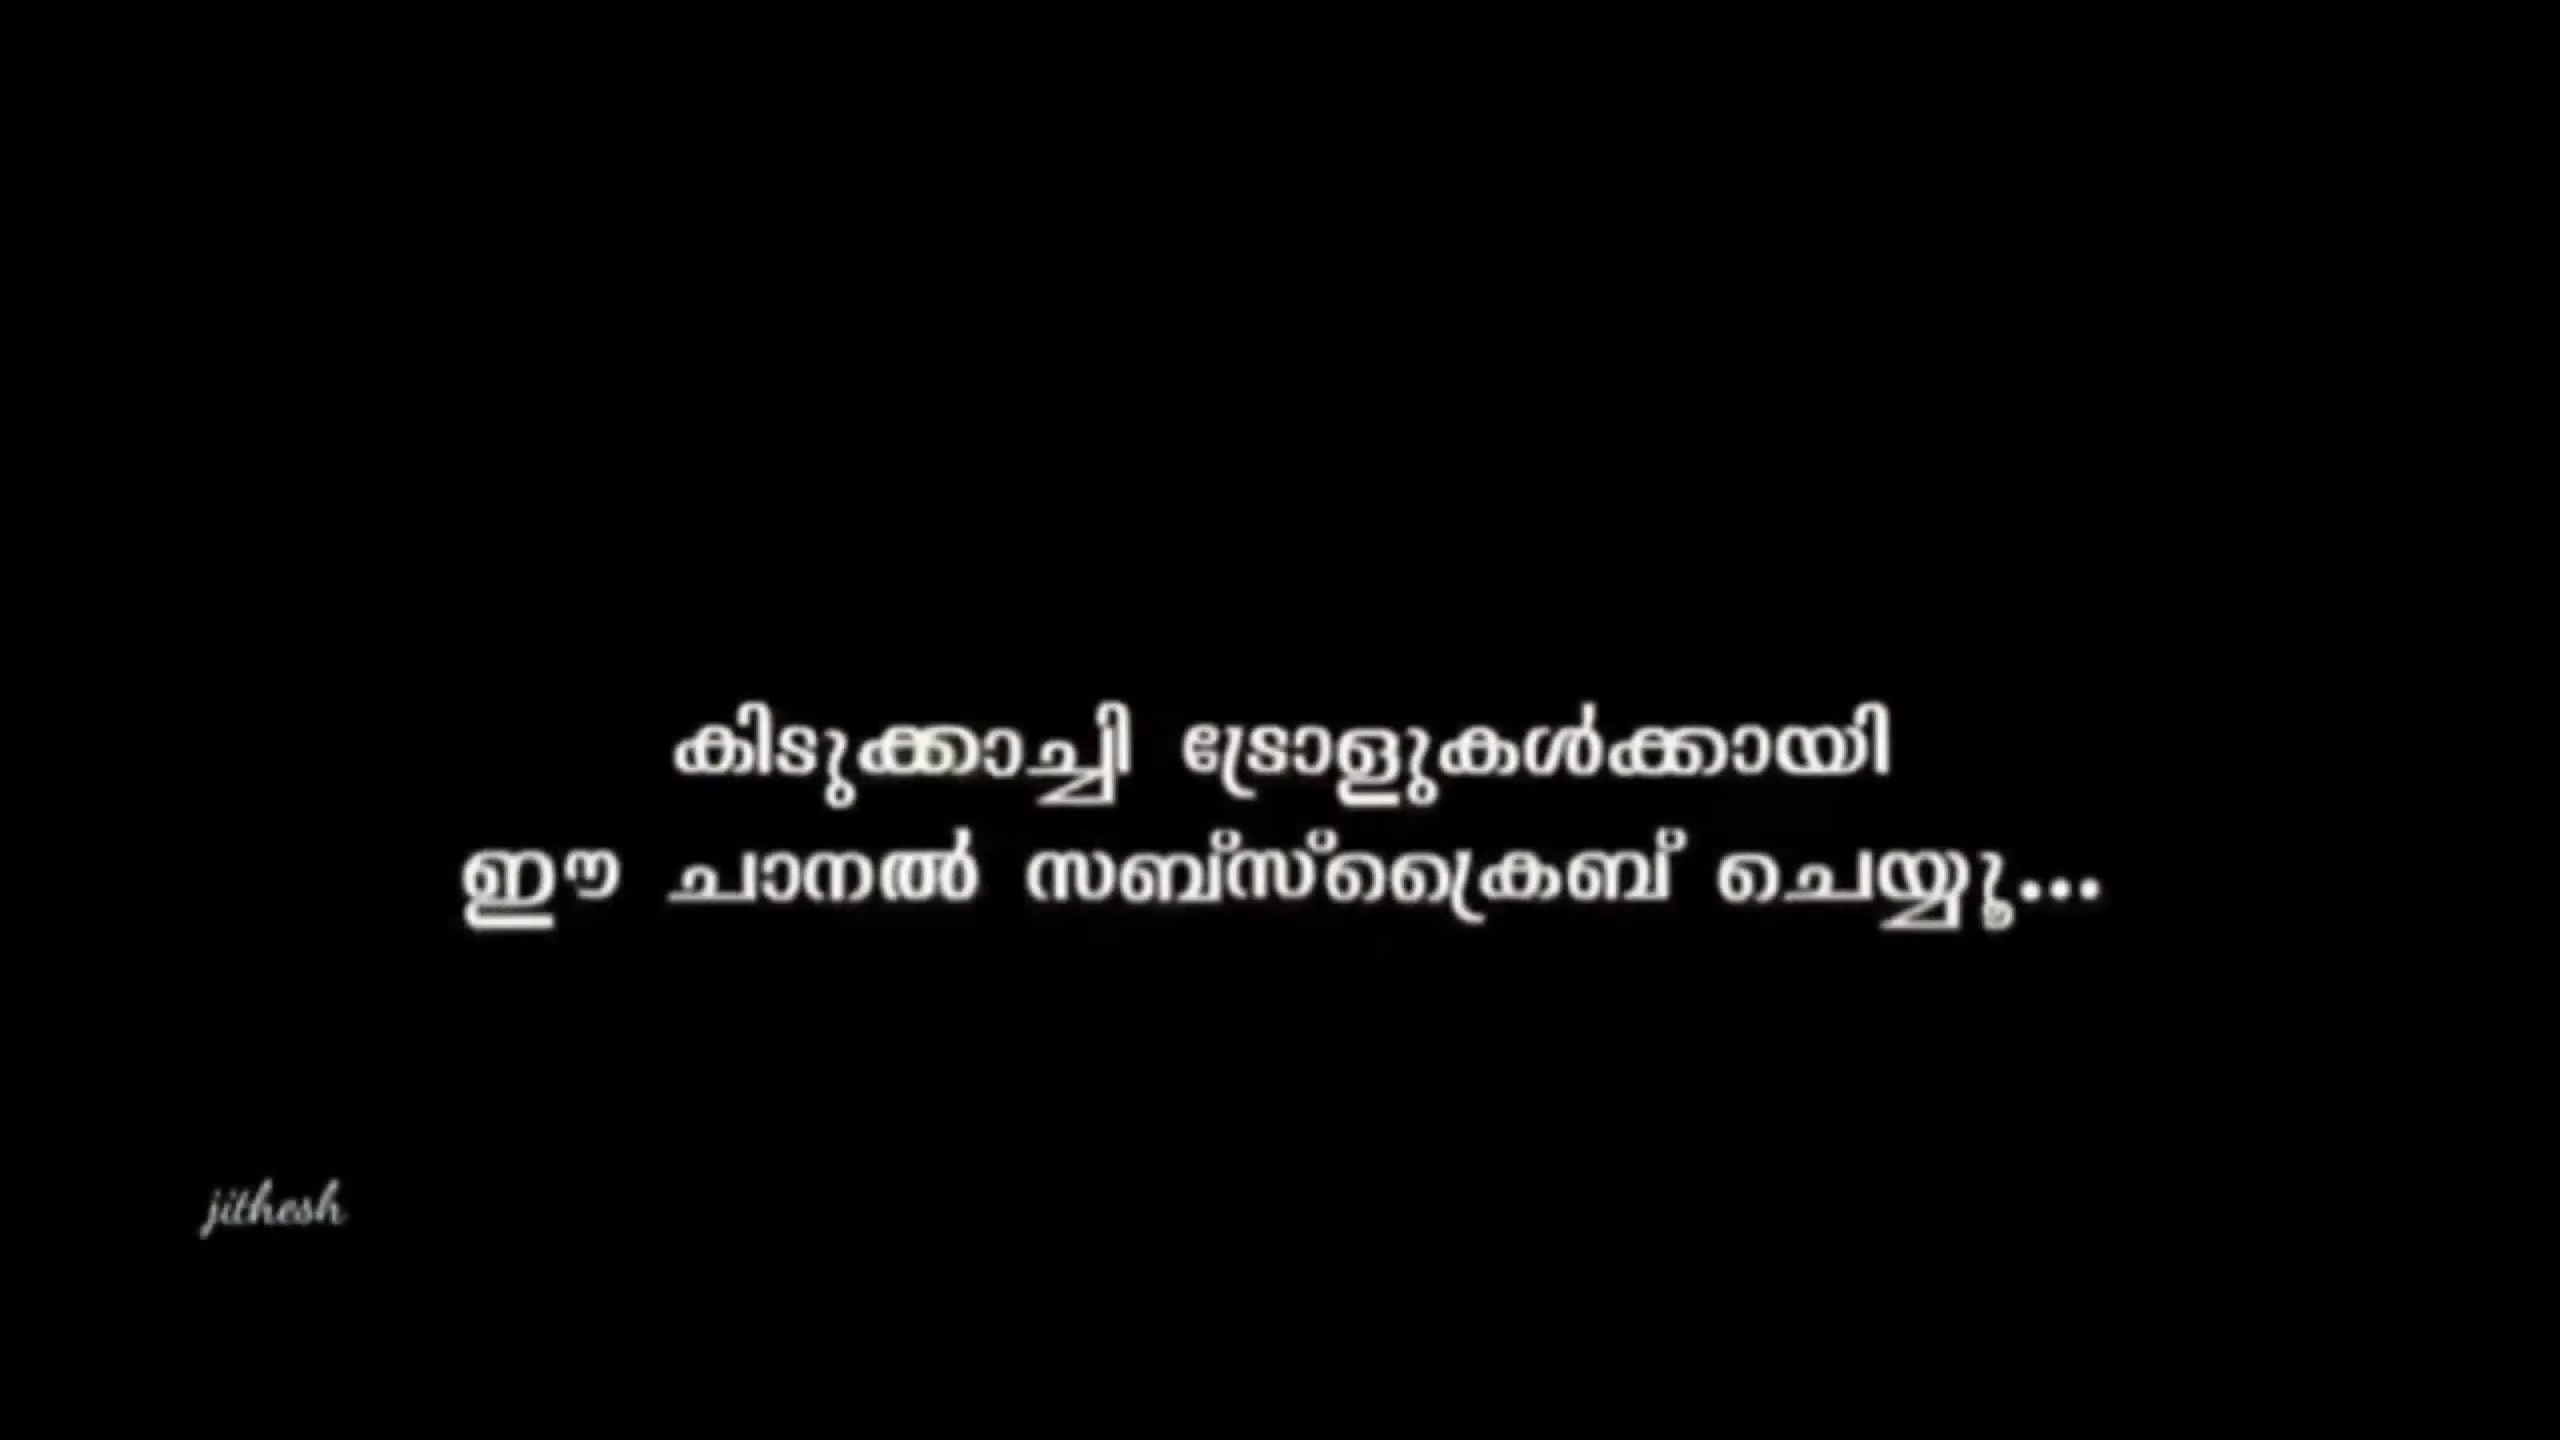 കിടുക്കാച്ചി ട്രോളുകൾക്കായി
ഈ ചാനൽ സബ്സ്ക്രൈബ് ചെയ്യൂ...
jithesh